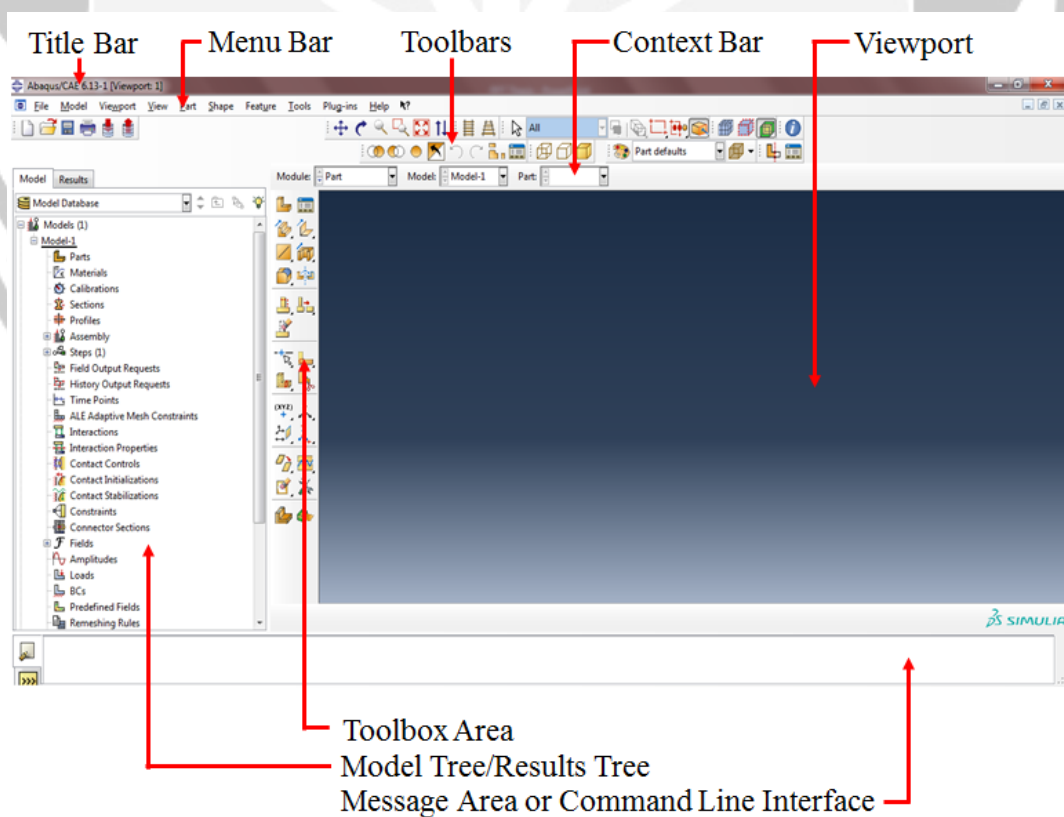 Title Bar Menu Bar Toolbars Context Bar Viewport
Abaqus/CAE 6.13-1 [Viewport: 1]
File Model Viewport View Part Shape Feature Tools Plug-ins Help
All
Part defaults
Model Results
Module: Part Model: Model-1 Part:
Model Database
Models (1)
Model-1
Parts
Materials
Calibrations
Sections
Profiles
Assembly
Steps (1)
Field Output Requests
History Output Requests
Time Points
ALE Adaptive Mesh Constraints
Interactions
Interaction Properties
Contact Controls
Contact Initializations
Contact Stabilizations
Constraints
Connector Sections
Fields
Amplitudes
Loads
BCs
Predefined Fields
Remeshing Rules
(XYZ)
SIMULIA
>>>
Toolbox Area
Model Tree/Results Tree
Message Area or Command Line Interface